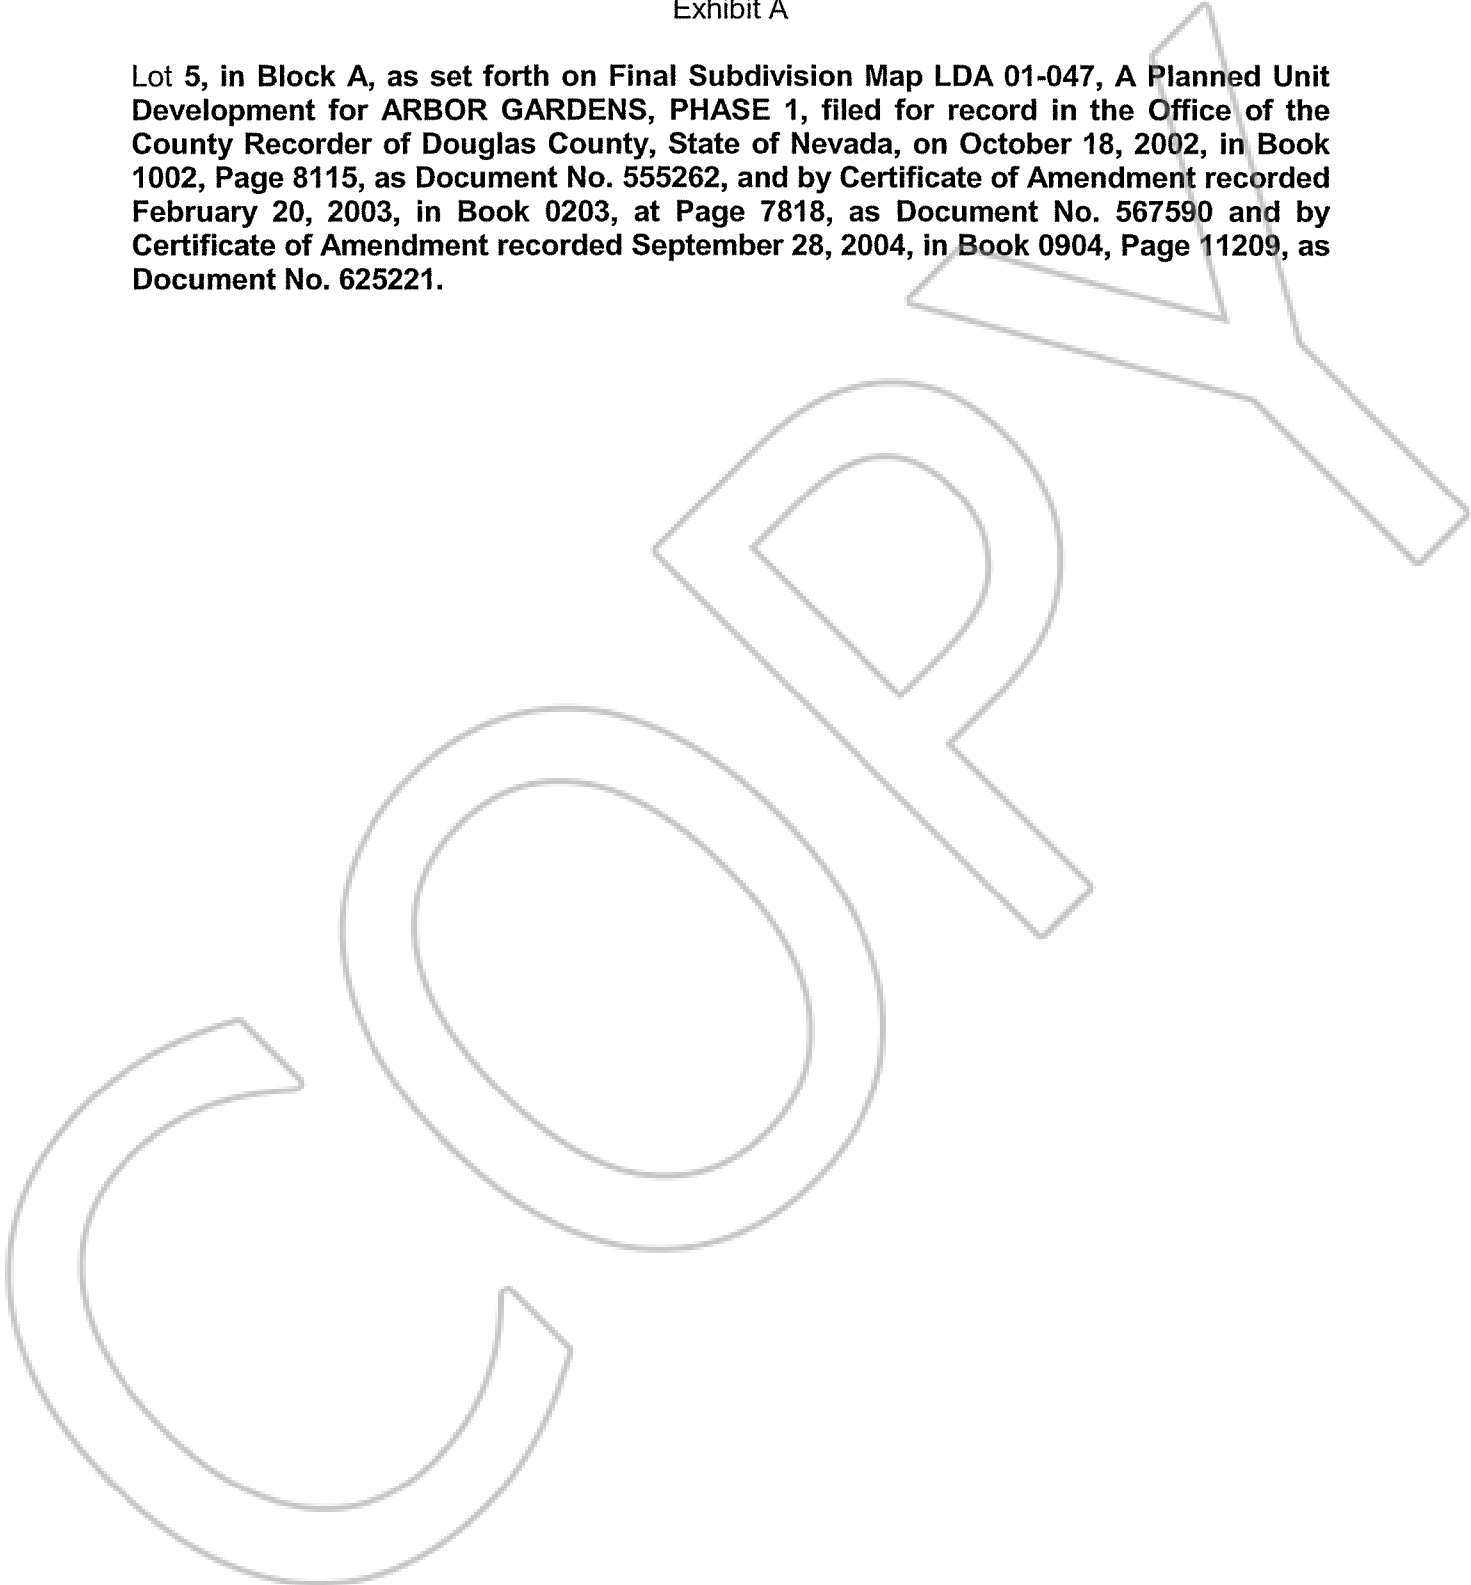 Exhibit A
Lot 5, in Block A, as set forth on Final Subdivision Map LDA 01-047, A Planned Unit
Development for ARBOR GARDENS, PHASE 1, filed for record in the Office of the
County Recorder of Douglas County, State of Nevada, on October 18, 2002, in Book
1002, Page 8115, as Document No. 555262, and by Certificate of Amendment recorded
February 20, 2003, in Book 0203, at Page 7818, as Document No. 567590 and by
Certificate of Amendment recorded September 28, 2004, in Book 0904, Page 11209, as
Document No. 625221.
COPY